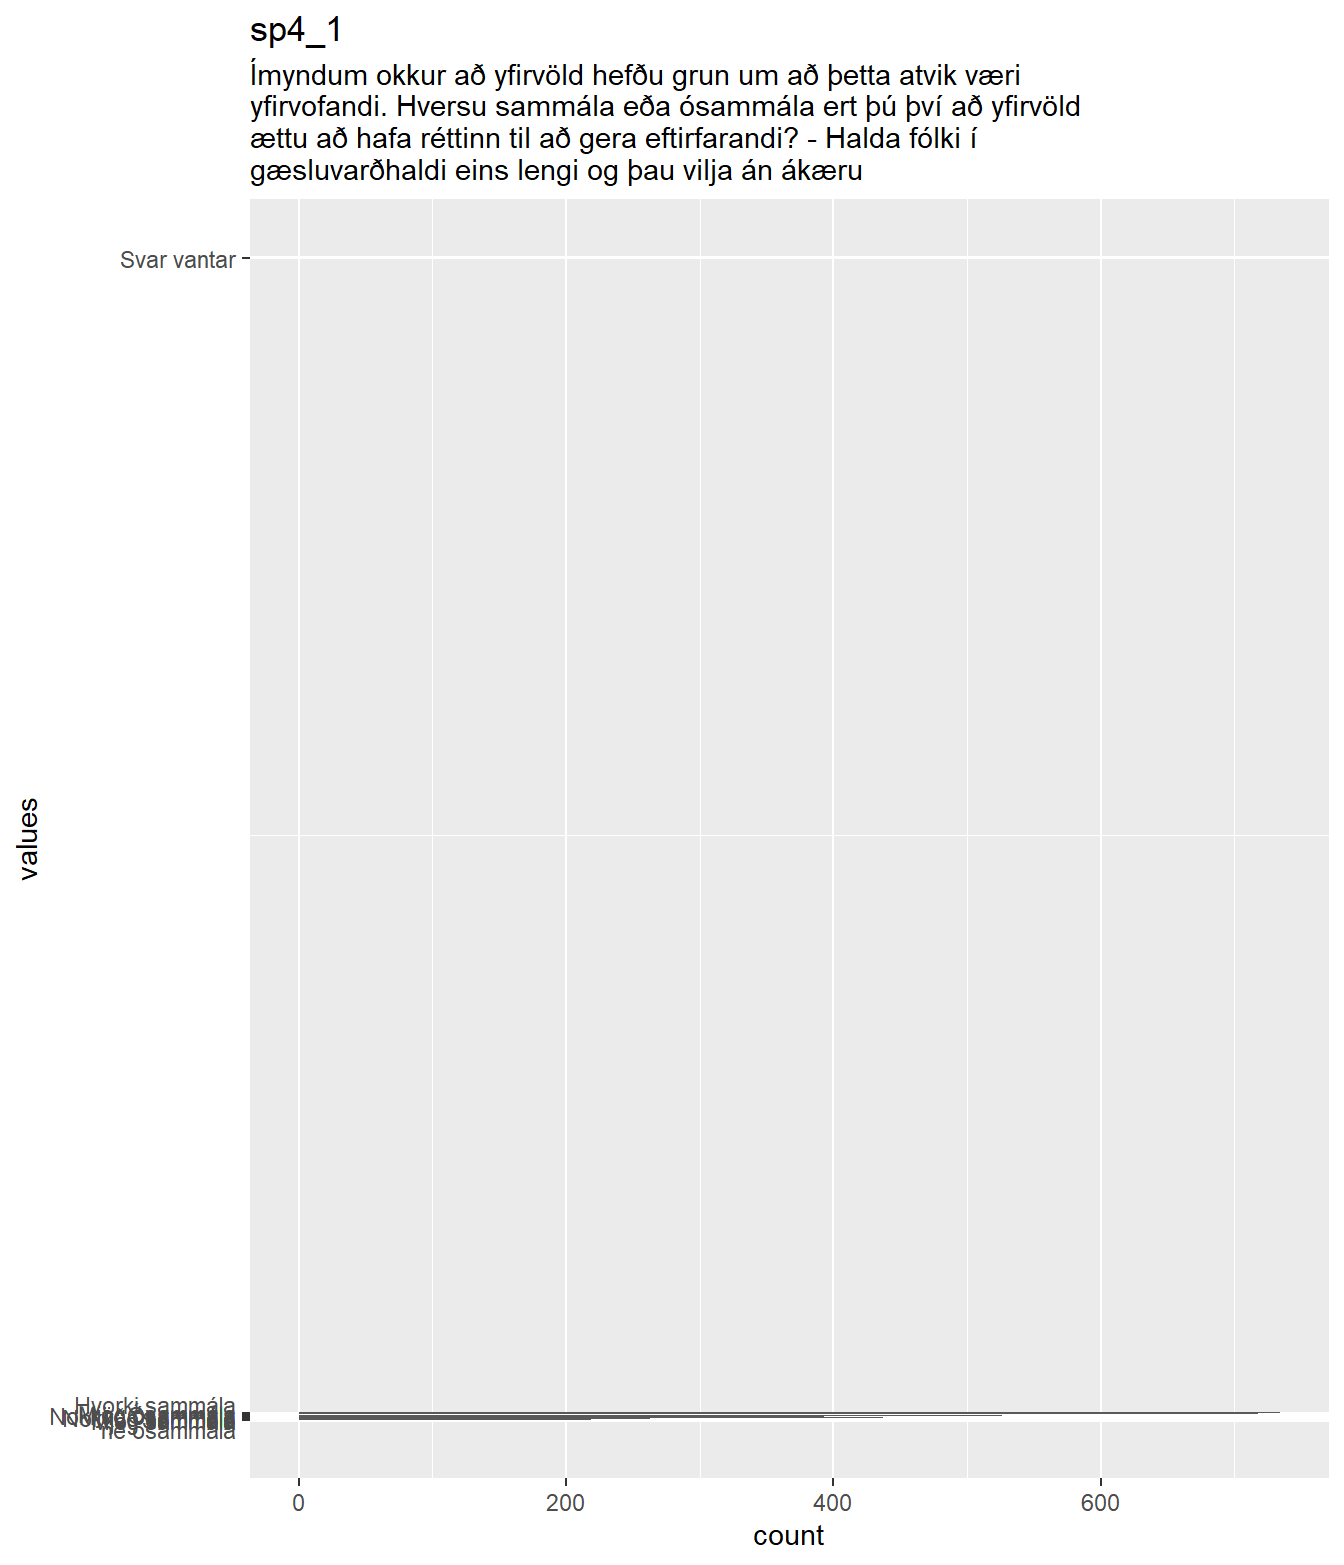 sp4_1
Ímyndum okkur að yfirvöld hefðu grun um að þetta atvik væri
yfirvofandi. Hversu sammála eða ósammála ert þú því að yfirvöld
ættu að hafa réttinn til að gera eftirfarandi? - Halda fólki í
gæsluvarðhaldi eins lengi og þau vilja án ákæru
Svar vantar
values
Hvorki sammála
né ósammála
0 200 400 600
count